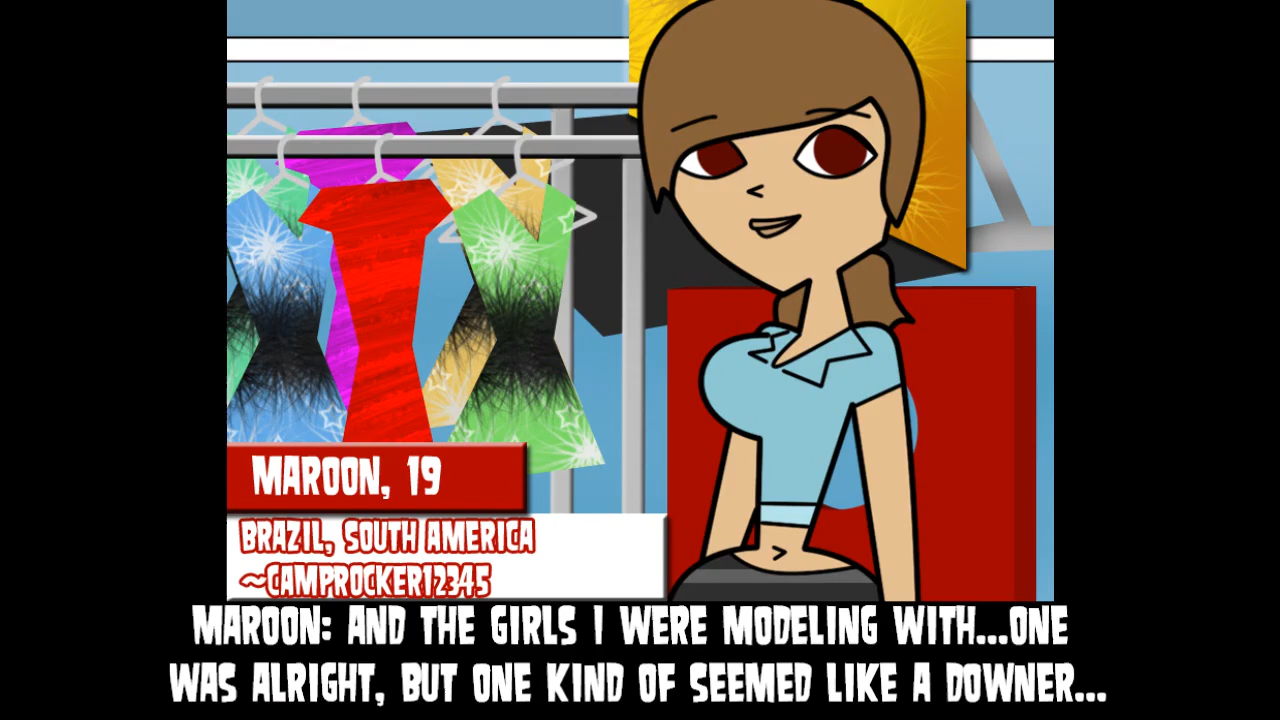 MAROON, 19
BRAZIL, SOUTH AMERICA
~CAMPROCKER12345
MAROON: AND THE GIRLS I WERE MODELING WITH...ONE
WAS ALRIGHT, BUT ONE KIND OF SEEMED LIKE A DOWNER...